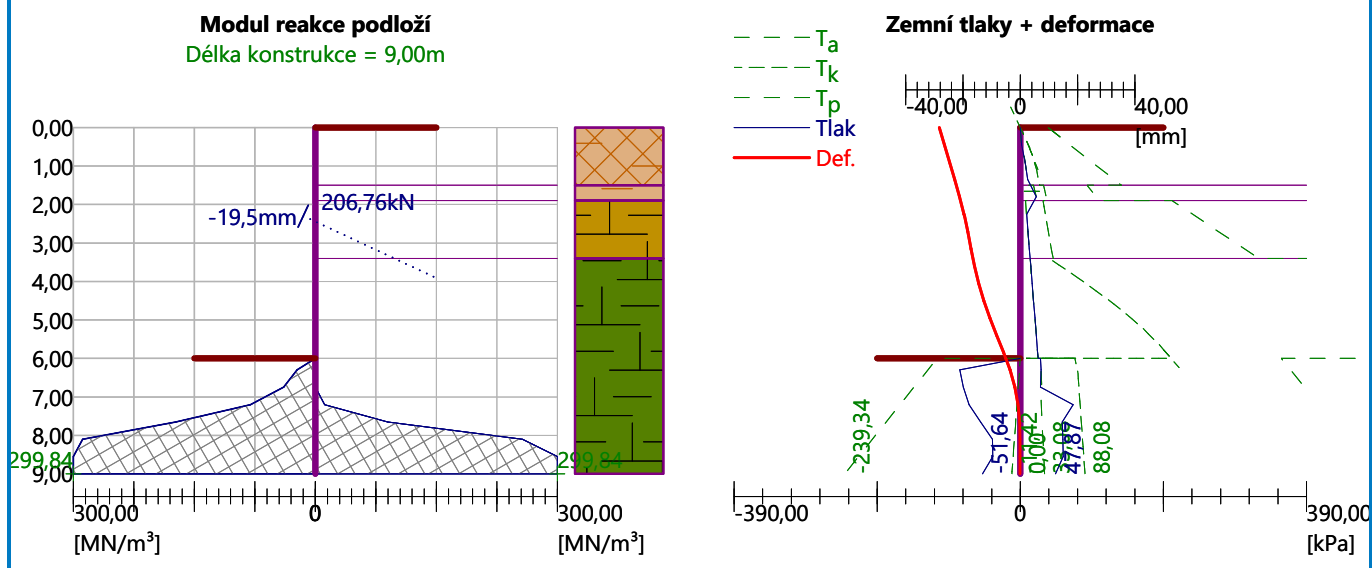 Modul reakce podloží
Délka konstrukce = 9,00m
0,00
1,00
2,00
3,00
4,00
5,00
6,00
7,00
8,00
9,00
206,76kN
-19,5mm
299,84
299,84
300,00
0
300,00
[MN/m³]
[MN/m³]
Zemní tlaky + deformace
Ta
Tk
Tp
Tlak
Def.
-40,00
0
40,00
[mm]
-239,34
-51,64
0,00
47,87
88,08
-390,00
0
390,00
[kPa]